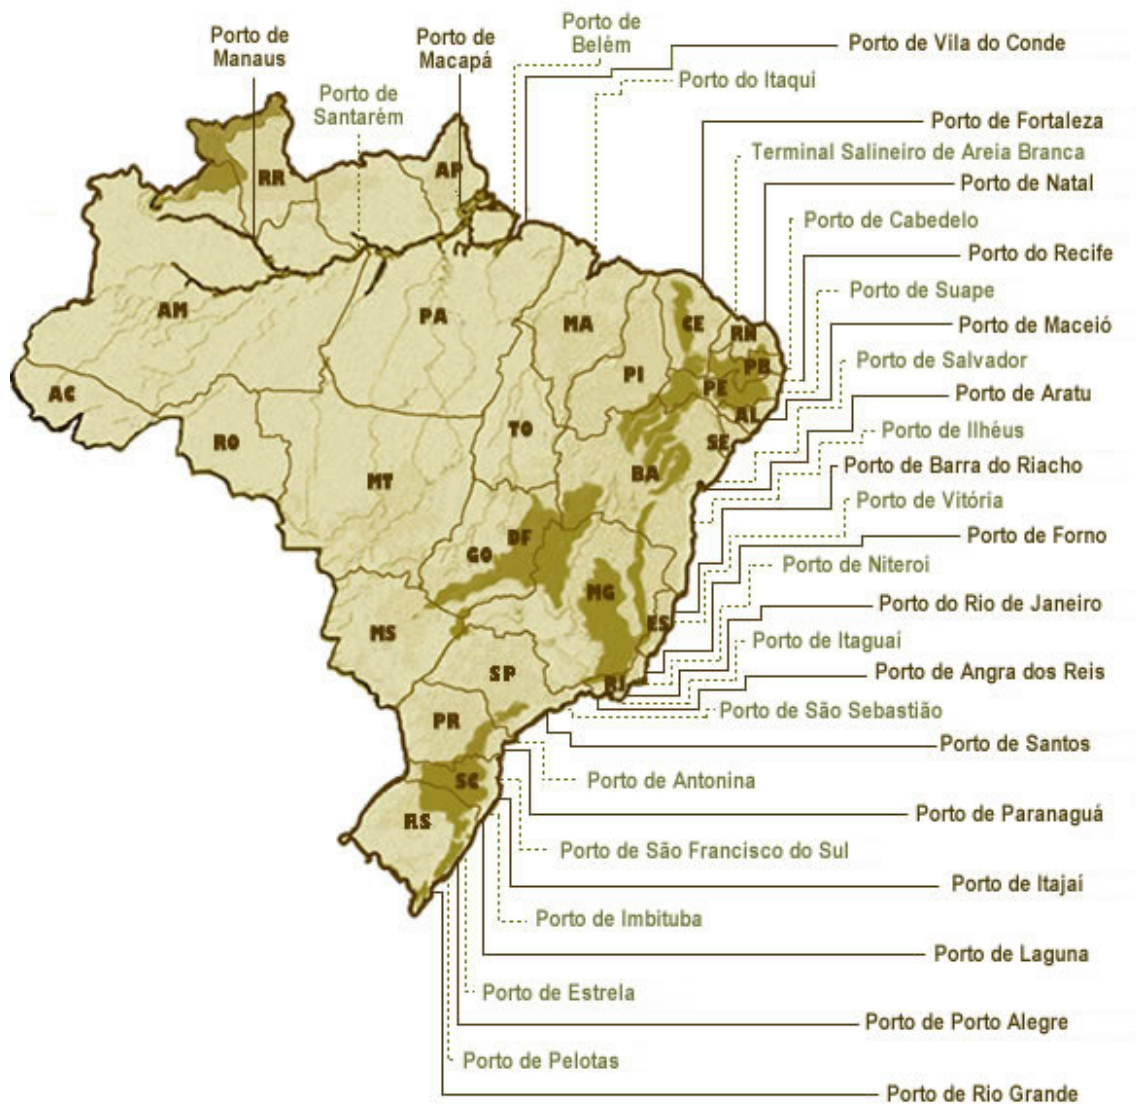 Porto de
Belém
Porto de
Manaus
Porto de
Macapá
Porto de Vila do Conde
Porto do Itaqui
Porto de
Santarém
Porto de Fortaleza
Terminal Salineiro de Areia Branca
Porto de Natal
Porto de Cabedelo
Porto do Recife
Porto de Suape
Porto de Maceió
Porto de Salvador
Porto de Aratu
Porto de Ilhéus
Porto de Barra do Riacho
Porto de Vitória
Porto de Forno
Porto de Niteroi
Porto do Rio de Janeiro
Porto de Itaguaí
Porto de Angra dos Reis
Porto de São Sebastião
Porto de Santos
Porto de Antonina
Porto de Paranaguá
Porto de São Francisco do Sul
Porto de Itajaí
Porto de Imbituba
Porto de Laguna
Porto de Estrela
Porto de Porto Alegre
Porto de Pelotas
Porto de Rio Grande
RR
AP
AM
PA
MA
CE
RN
PB
PI
PE
AC
AL
TO
SE
RO
BA
MT
DF
GO
MG
ES
MS
SP
RJ
PR
SC
RS